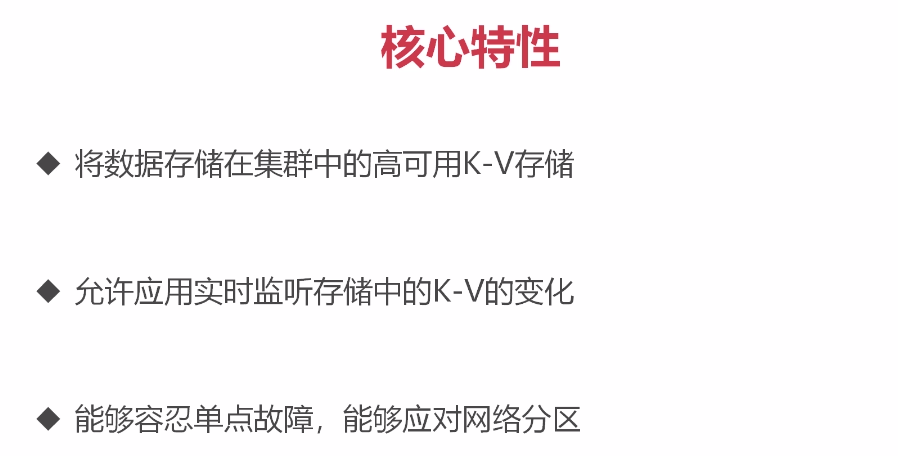 核心特性
◆ 将数据存储在集群中的高可用K-V存储
◆ 允许应用实时监听存储中的K-V的变化
◆ 能够容忍单点故障，能够应对网络分区